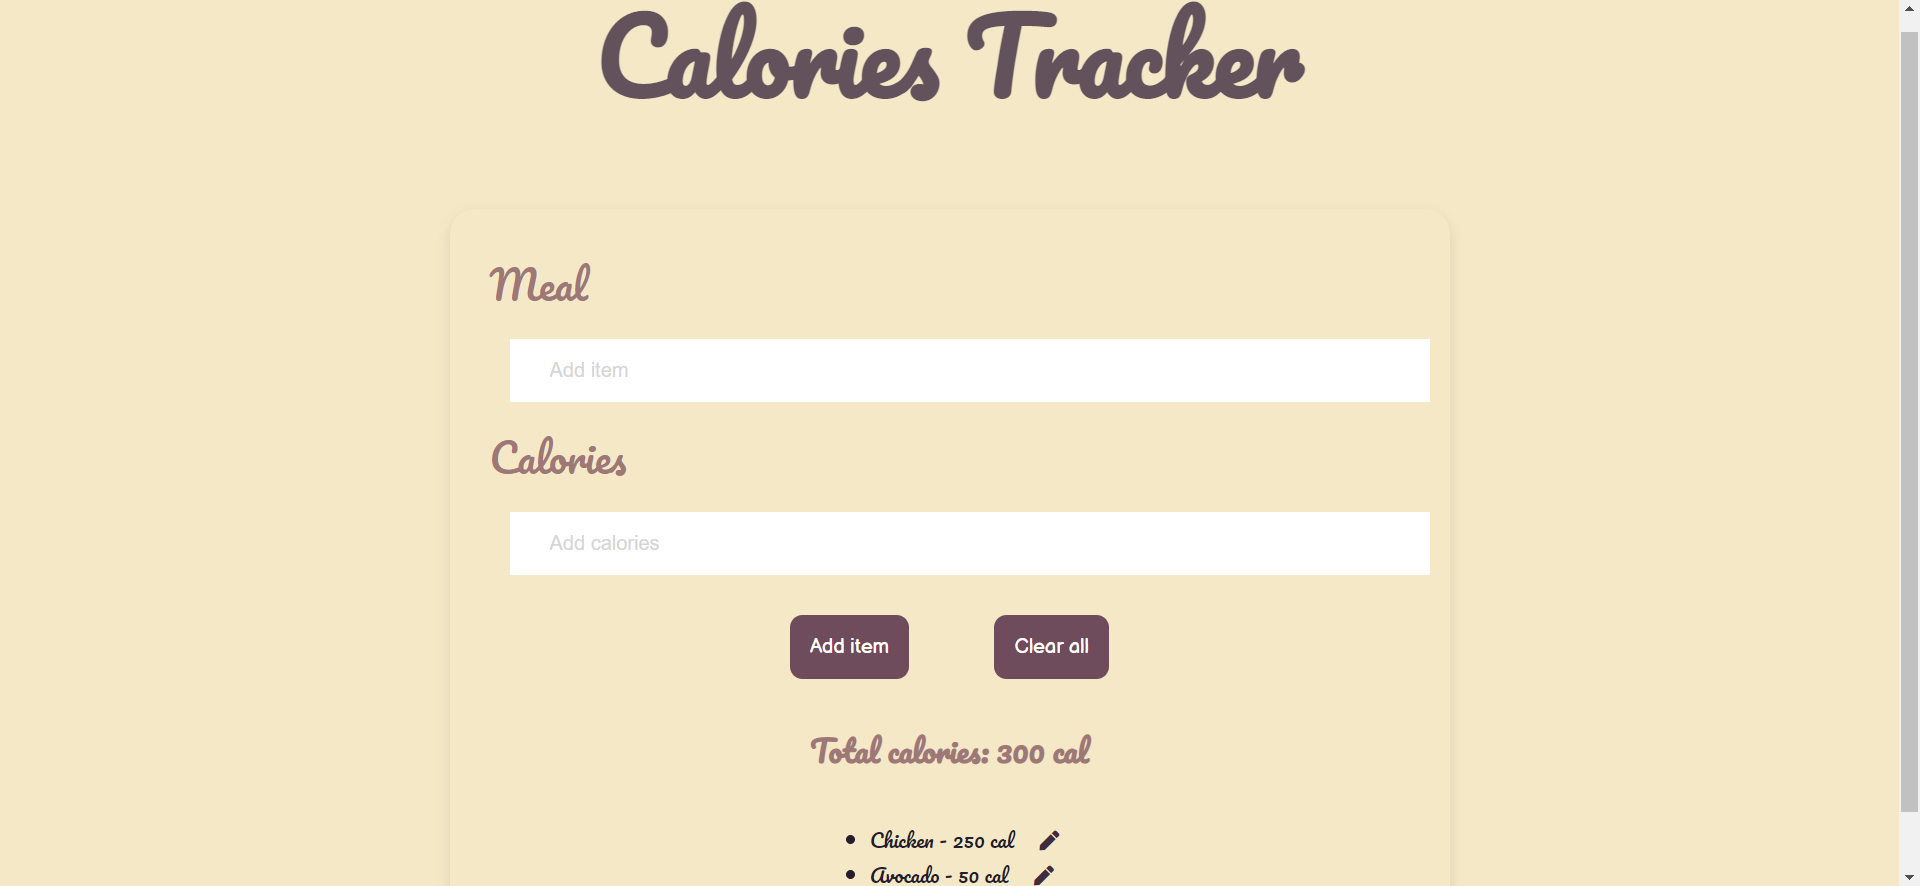 Calories Tracker
Meal
Add item
Calories
Add calories
Add item
Clear all
Total calories: 300 cal
Chicken - 250 cal
Avocado - 50 cal